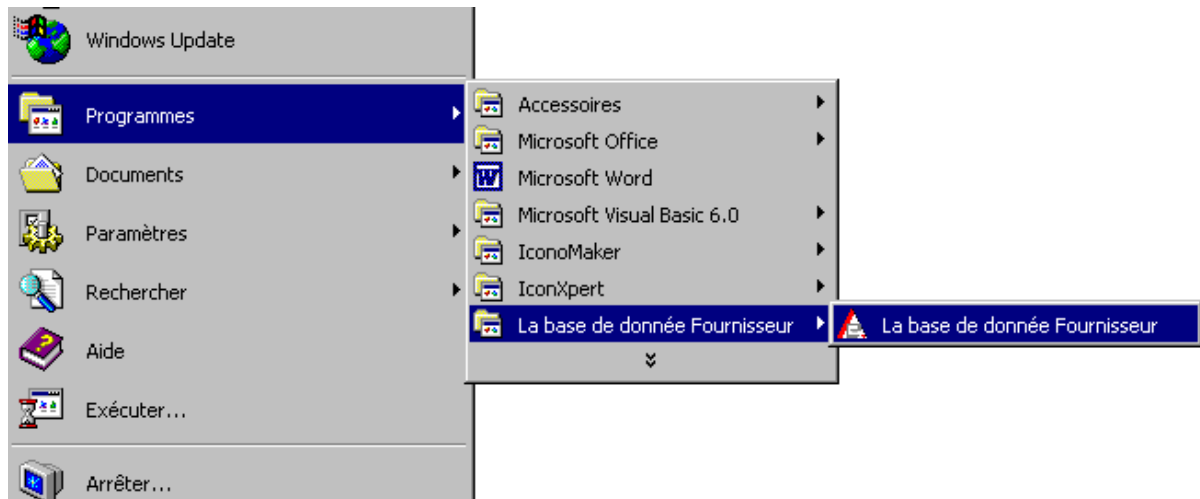 Windows Update
Programmes
Documents
Paramètres
Rechercher
Aide
Exécuter...
Arrêter...
Accessoires
Microsoft Office
Microsoft Word
Microsoft Visual Basic 6.0
IconoMaker
IconXpert
La base de donnée Fournisseur
La base de donnée Fournisseur